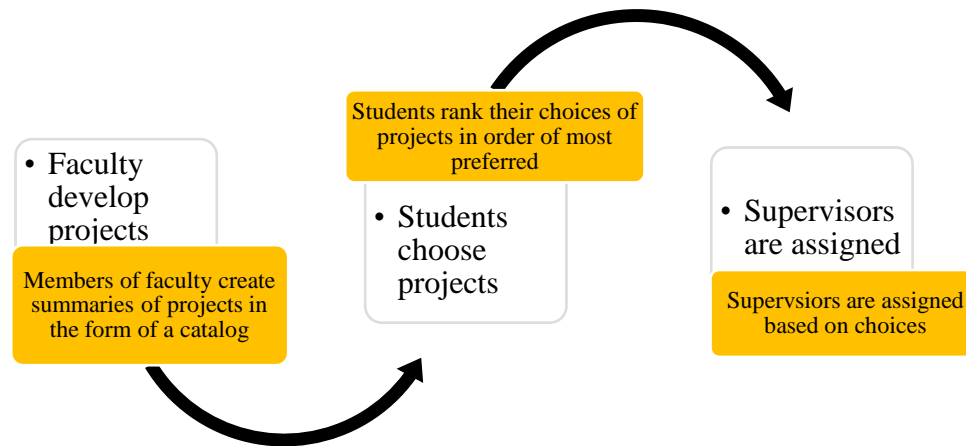 • Faculty
develop
projects
Members of faculty create
summaries of projects in
the form of a catalog
Students rank their choices of
projects in order of most
preferred
• Students
choose
projects
• Supervisors
are assigned
Supervsiors are assigned
based on choices